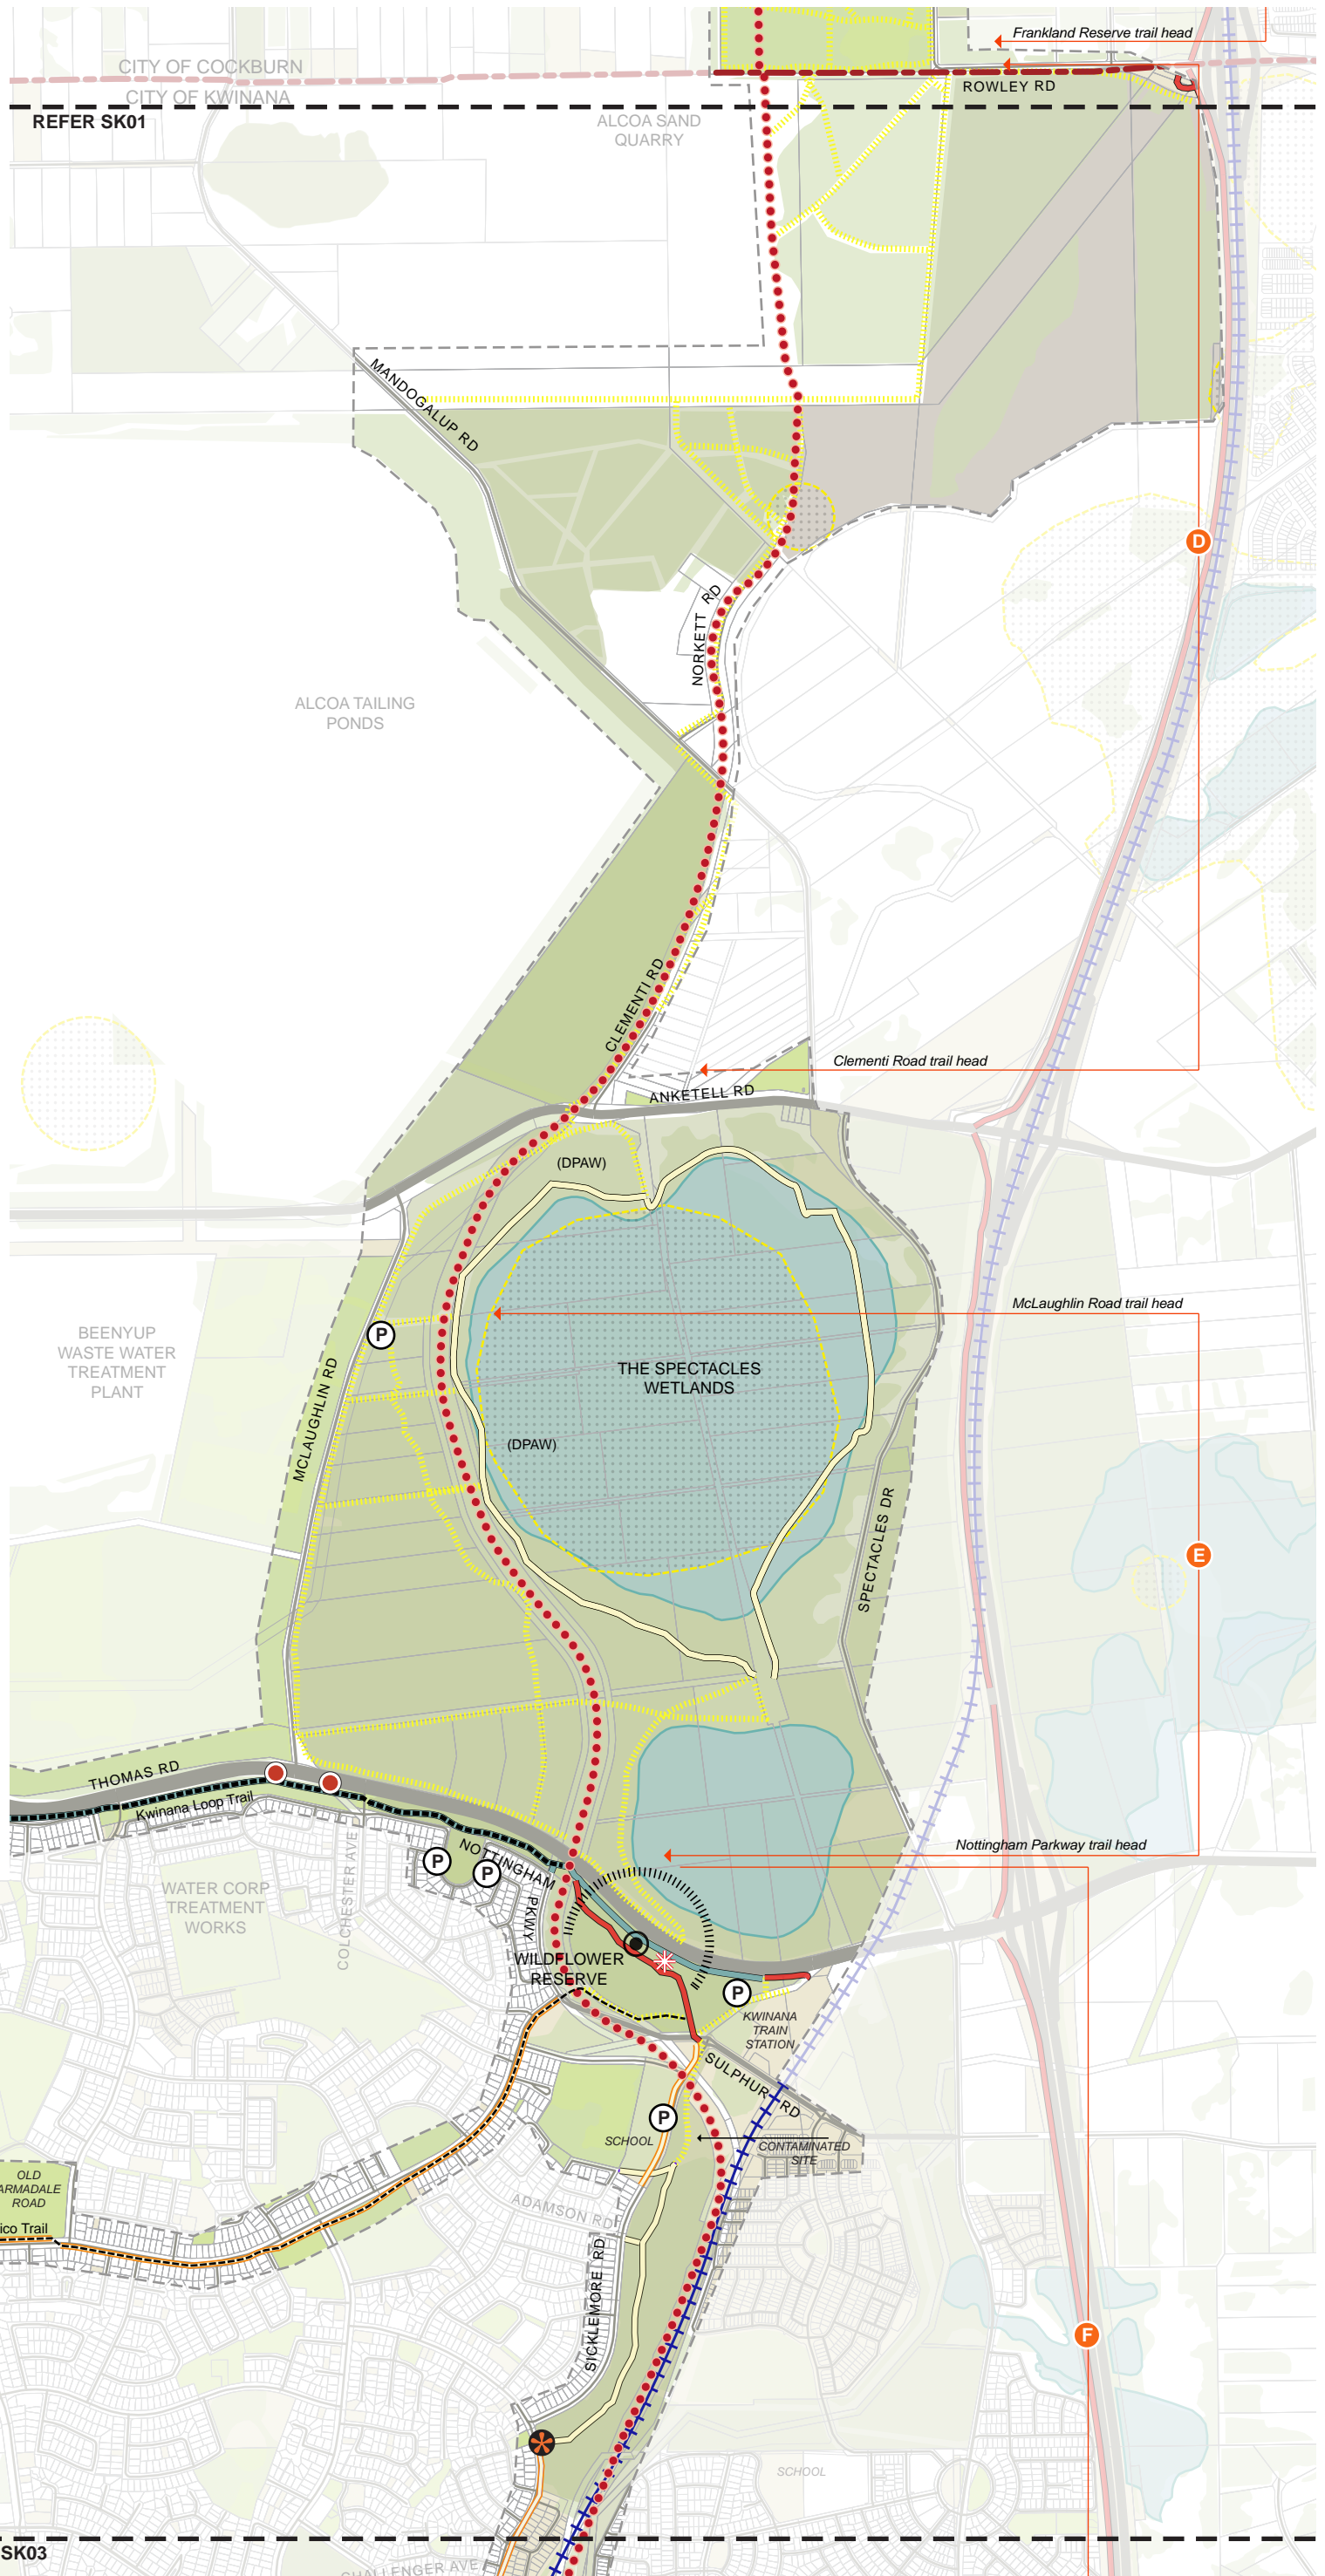 Frankland Reserve trail head
CITY OF COCKBURN
ROWLEY RD
CITY OF KWINANA
REFER SK01
ALCOA SAND
QUARRY
MANDOGALUP RD
D
NORKETT RD
ALCOA TAILING
PONDS
CLEMENTI RD
Clementi Road trail head
ANKETELL RD
(DPAW)
McLaughlin Road trail head
P
BEENYUP
WASTE WATER
TREATMENT
PLANT
MCLAUGHLIN RD
THE SPECTACLES
WETLANDS
(DPAW)
SPECTACLES DR
E
THOMAS RD
Kwinana Loop Trail
Nottingham Parkway trail head
NOTTINGHAM
PKWY
P
P
COLCHESTER AVE
WATER CORP
TREATMENT
WORKS
WILDFLOWER
RESERVE
P
KWINANA
TRAIN
STATION
SULPHUR RD
P
SCHOOL
CONTAMINATED
SITE
OLD
ARMADALE
ROAD
ico Trail
ADAMSON RD
SICKLEMORE RD
F
SCHOOL
SK03
CHALLENGER AVE